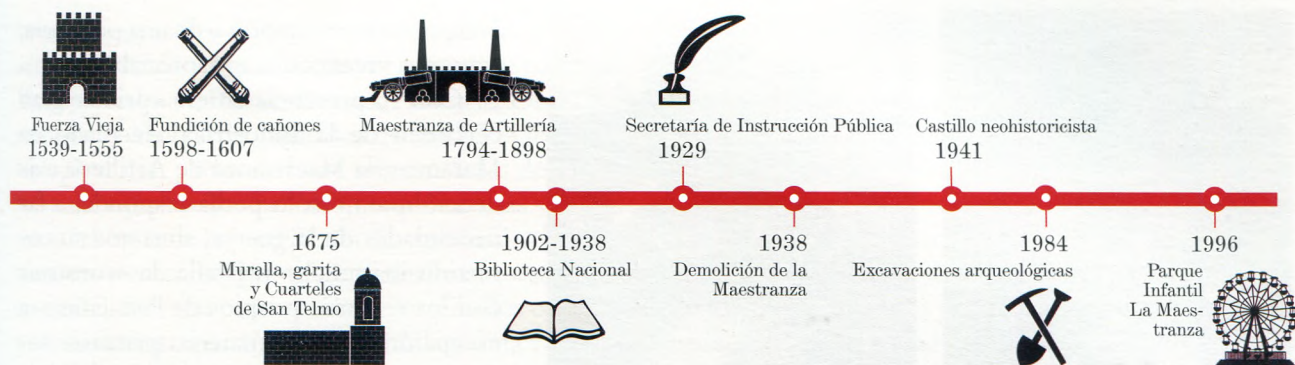 Fuerza Vieja
1539-1555
Fundición de cañones
1598-1607
Maestranza de Artillería
1794-1898
Secretaría de Instrucción Pública
1929
Castillo neohistoricista
1941
1675
Muralla, garita
y Cuarteles
de San Telmo
1902-1938
Biblioteca Nacional
1938
Demolición de la
Maestranza
1984
Excavaciones arqueológicas
1996
Parque
Infantil
La Maes-
tranza